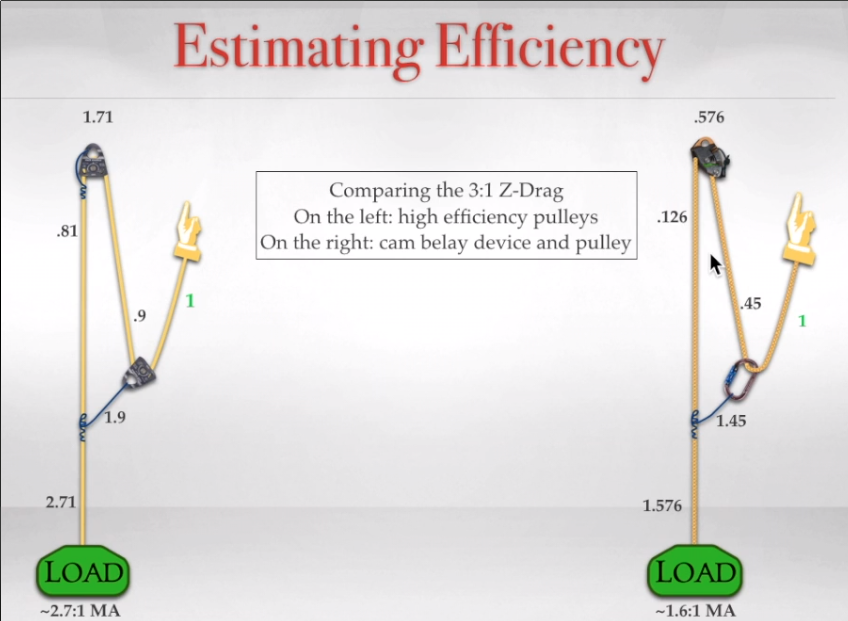 Estimating Efficiency
1.71
.576
Comparing the 3:1 Z-Drag
On the left: high efficiency pulleys
On the right: cam belay device and pulley
.81
.126
1
.9
.45
1
1.9
1.45
2.71
1.576
LOAD
LOAD
~2.7:1 MA
~1.6:1 MA